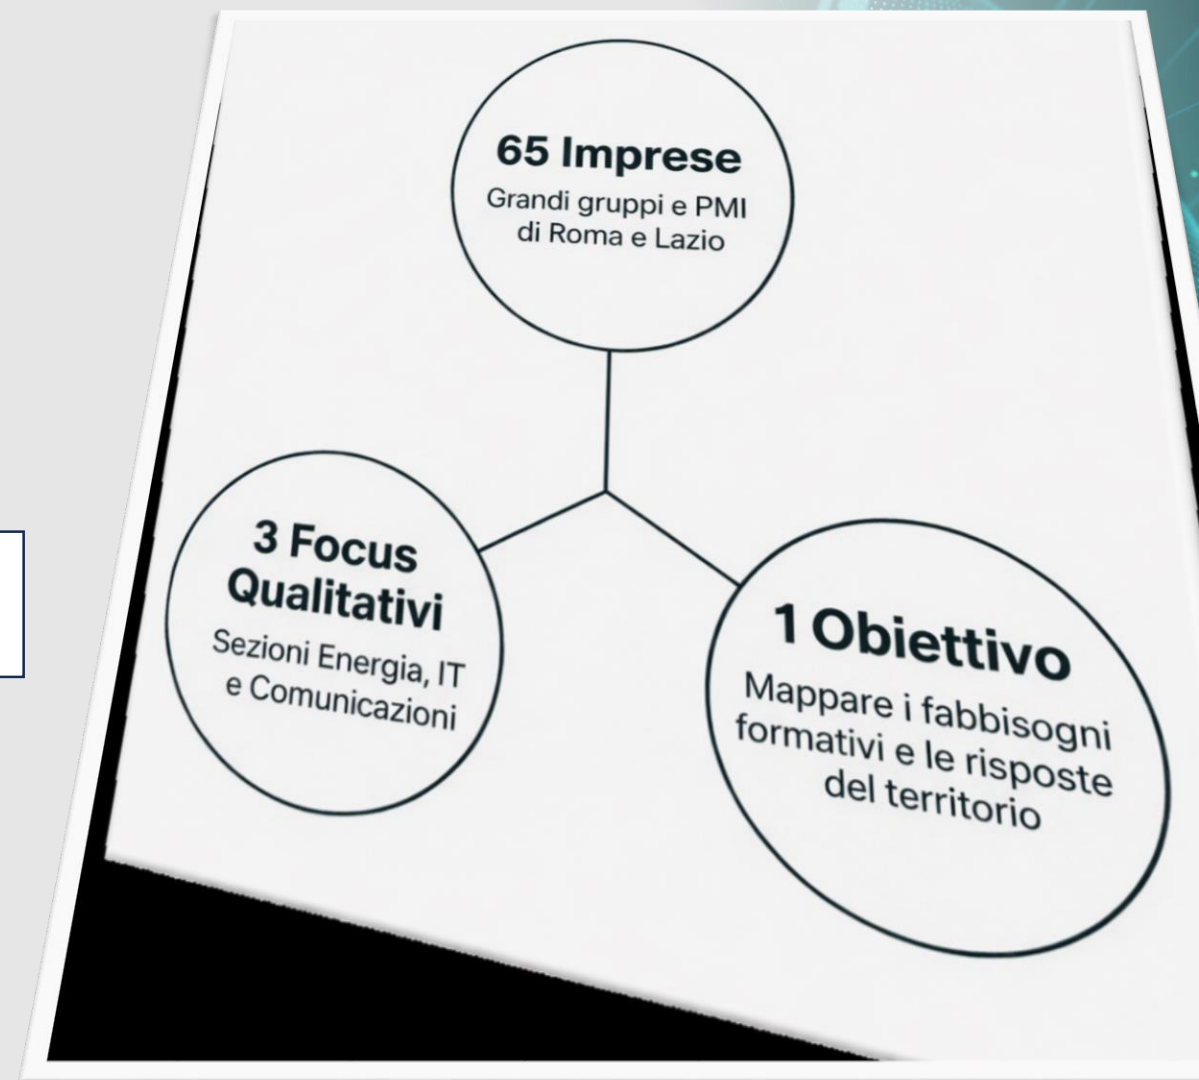 65 Imprese
Grandi gruppi e PMI
di Roma e Lazio
3 Focus
Qualitativi
Sezioni Energia, IT
e Comunicazioni
1 Obiettivo
Mappare i fabbisogni
formativi e le risposte
del territorio